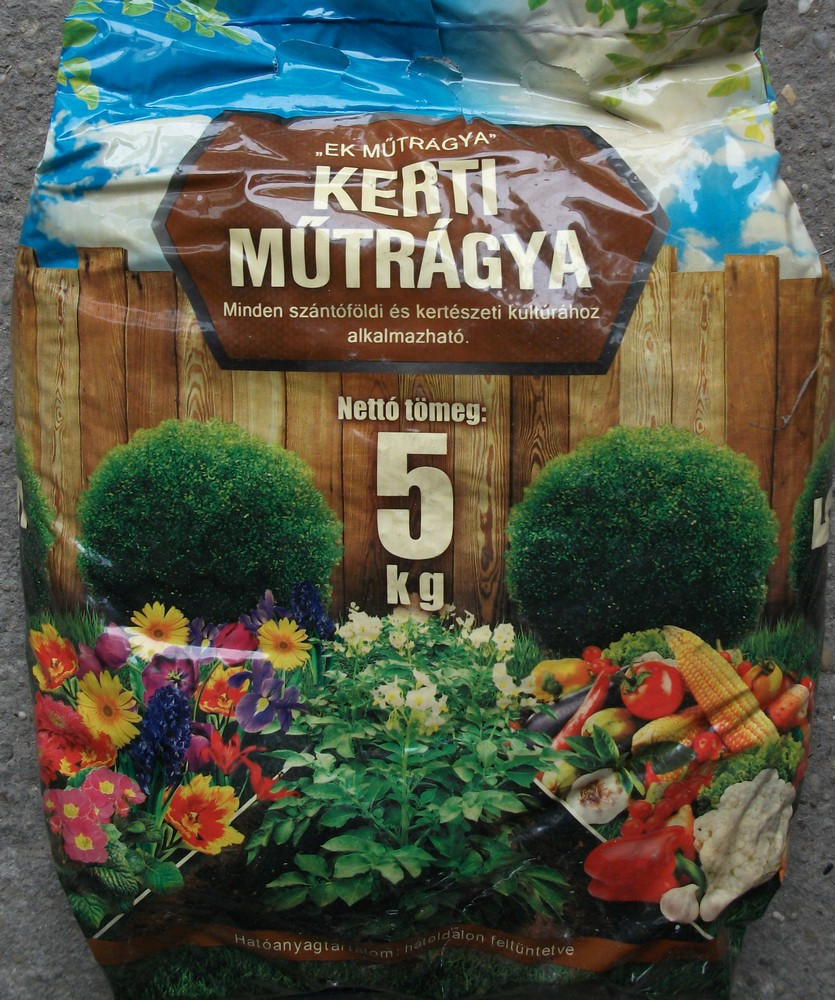 „EK MŰTRÁGYA”
KERTI
MŰTRÁGYA
Minden szántóföldi és kertészeti kultúrához
alkalmazható.
Nettó tömeg:
5
kg
Hatóanyagtartalom: hátoldalon feltüntetve